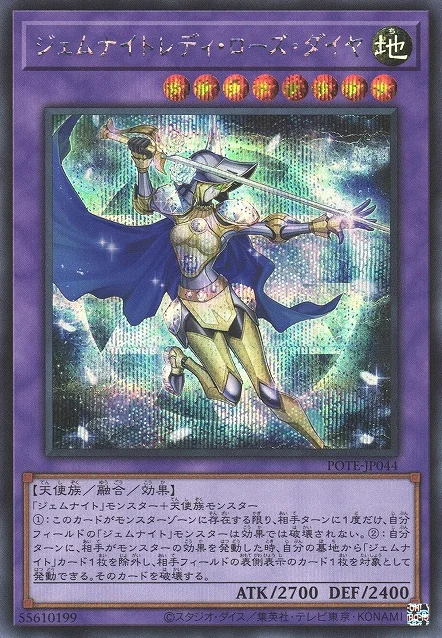 ジェムナイトレディ・ローズ・ダイヤ
地
POTE-JP044
【天使族／融合／効果】
「ジェムナイト」モンスター＋天使族モンスター
①：このカードがモンスターゾーンに存在する限り、相手ターンに１度だけ、自分
フィールドの「ジェムナイト」モンスターは効果では破壊されない。②：自分
ターンに、相手がモンスターの効果を発動した時、自分の墓地から「ジェムナ
イト」カード１枚を除外し、相手フィールドの表側表示のカード１枚を対象として
発動できる。そのカードを破壊する。
ATK/2700 DEF/2400
55610199
©スタジオ・ダイス／集英社・テレビ東京・KONAMI